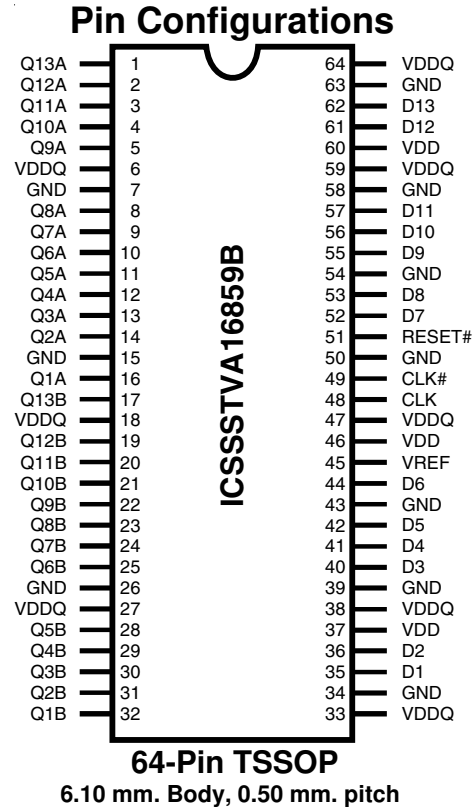 Pin Configurations
Q13A 1 64 VDDQ
Q12A 2 63 GND
Q11A 3 62 D13
Q10A 4 61 D12
Q9A 5 60 VDD
VDDQ 6 59 VDDQ
GND 7 58 GND
Q8A 8 57 D11
Q7A 9 56 D10
Q6A 10 55 D9
Q5A 11 54 GND
Q4A 12 53 D8
Q3A 13 52 D7
Q2A 14 51 RESET#
GND 15 50 GND
Q1A 16 49 CLK#
Q13B 17 48 CLK
VDDQ 18 47 VDDQ
Q12B 19 46 VDD
Q11B 20 45 VREF
Q10B 21 44 D6
Q9B 22 43 GND
Q8B 23 42 D5
Q7B 24 41 D4
Q6B 25 40 D3
GND 26 39 GND
VDDQ 27 38 VDDQ
Q5B 28 37 VDD
Q4B 29 36 D2
Q3B 30 35 D1
Q2B 31 34 GND
Q1B 32 33 VDDQ
ICSSSTVA16859B
64-Pin TSSOP
6.10 mm. Body, 0.50 mm. pitch